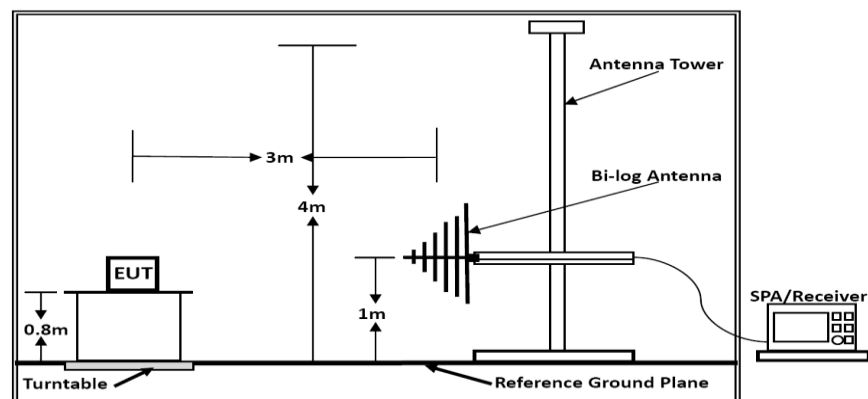 Antenna Tower
3m
Bi-log Antenna
4m
EUT
0.8m
1m
SPA/Receiver
Turntable
Reference Ground Plane